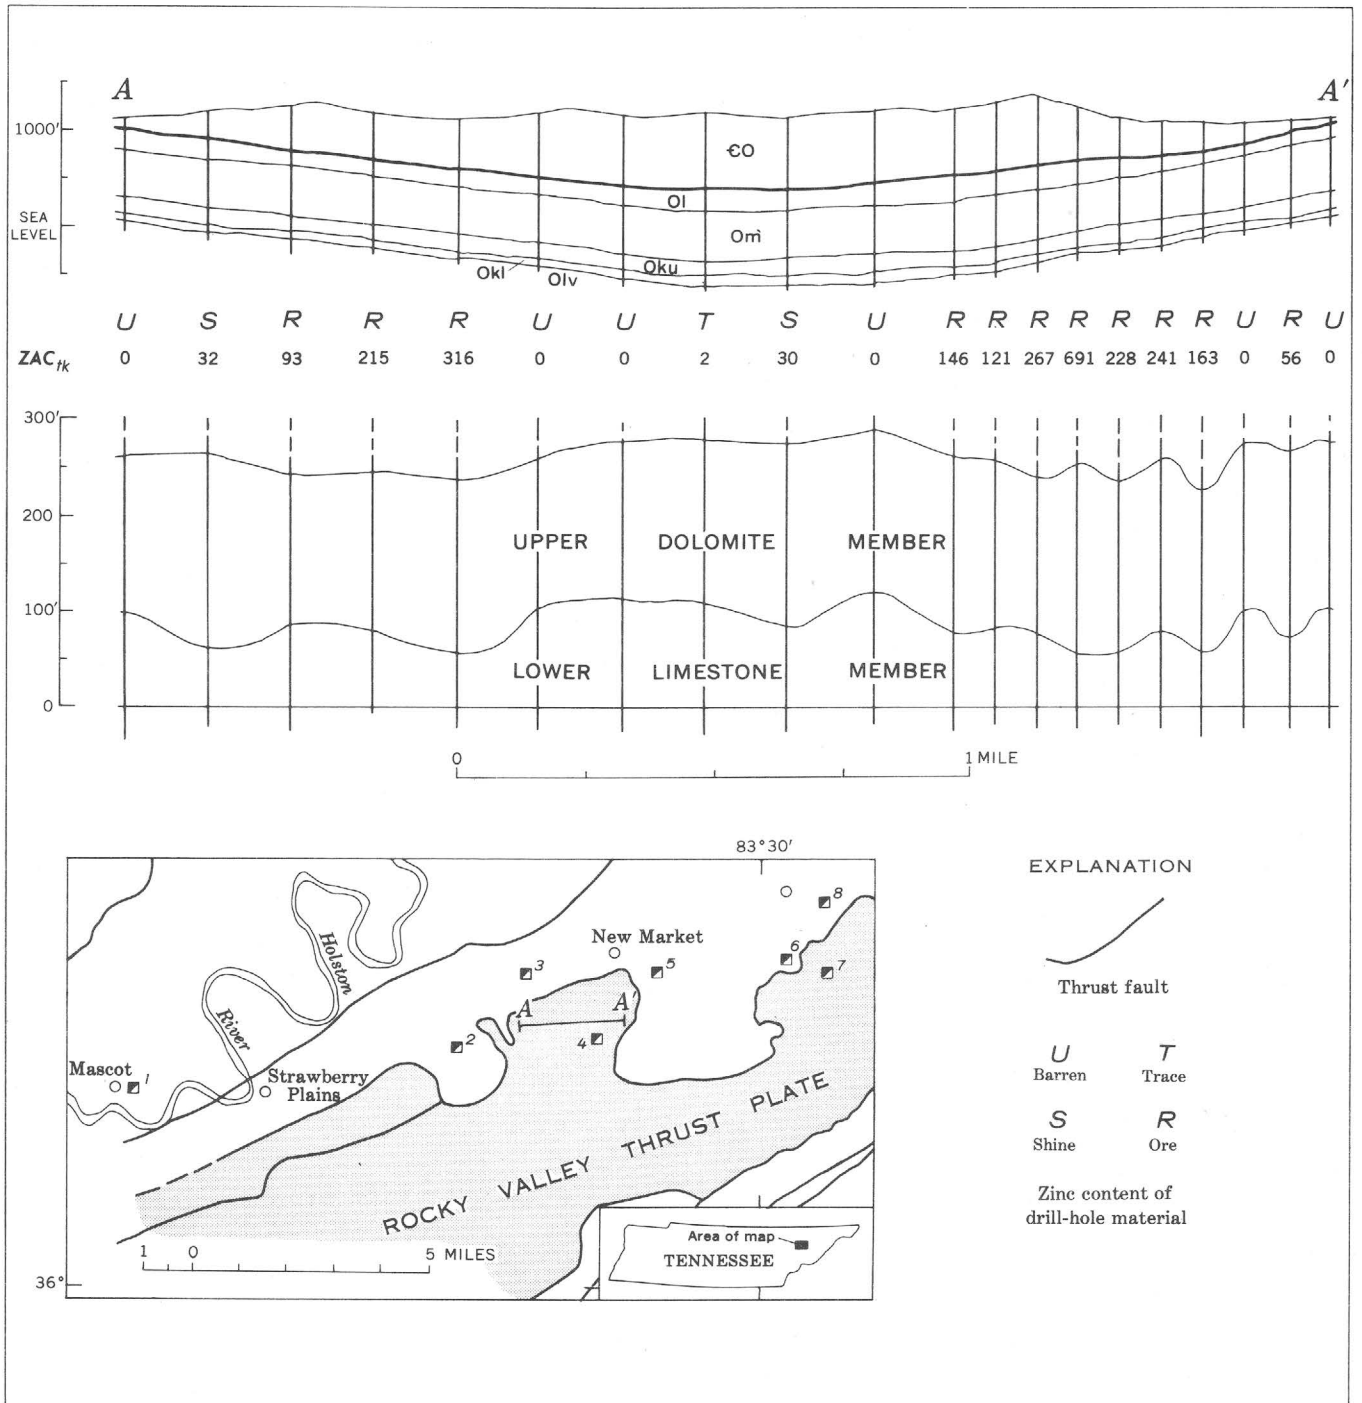 A A'
1000'
ЄO
Ol
SEA
LEVEL
Om
Oku
Okl
Olv
U S R R R U U T S U R R R R R R R U R U
ZACtk 0 32 93 215 316 0 0 2 30 0 146 121 267 691 228 241 163 0 56 0
300'
200
UPPER DOLOMITE MEMBER
100'
LOWER LIMESTONE MEMBER
0
0 1 MILE
83°30'
EXPLANATION
8
Holston
New Market
6
3
5
7
Thrust fault
A A'
River
2
4
U T
Mascot
1
Strawberry
Plains
Barren Trace
S R
Shine Ore
ROCKY VALLEY THRUST PLATE
Zinc content of
drill-hole material
Area of map
1 0 5 MILES
TENNESSEE
36°